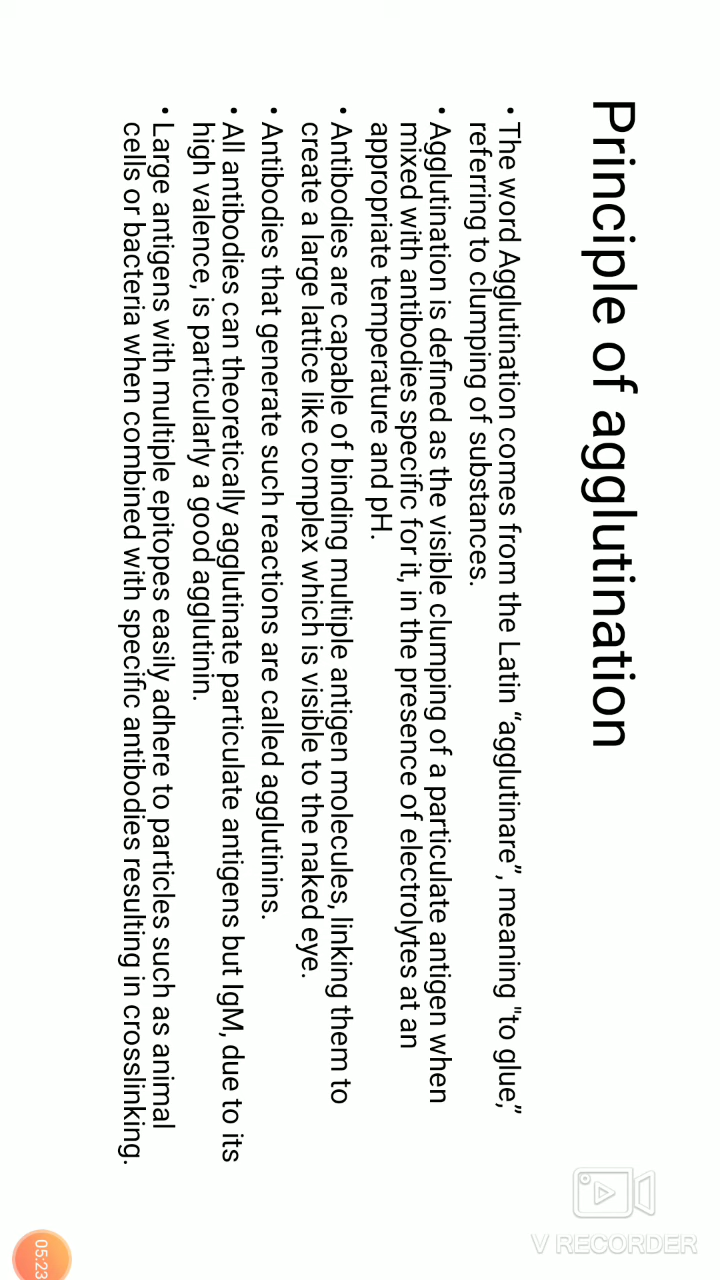 Principle of agglutination
• The word Agglutination comes from the Latin “agglutinare”, meaning "to glue,”
referring to clumping of substances.
• Agglutination is defined as the visible clumping of a particulate antigen when
mixed with antibodies specific for it, in the presence of electrolytes at an
appropriate temperature and pH.
• Antibodies are capable of binding multiple antigen molecules, linking them to
create a large lattice like complex which is visible to the naked eye.
• Antibodies that generate such reactions are called agglutinins.
• All antibodies can theoretically agglutinate particulate antigens but IgM, due to its
high valence, is particularly a good agglutinin.
• Large antigens with multiple epitopes easily adhere to particles such as animal
cells or bacteria when combined with specific antibodies resulting in crosslinking.
V RECORDER
05:23